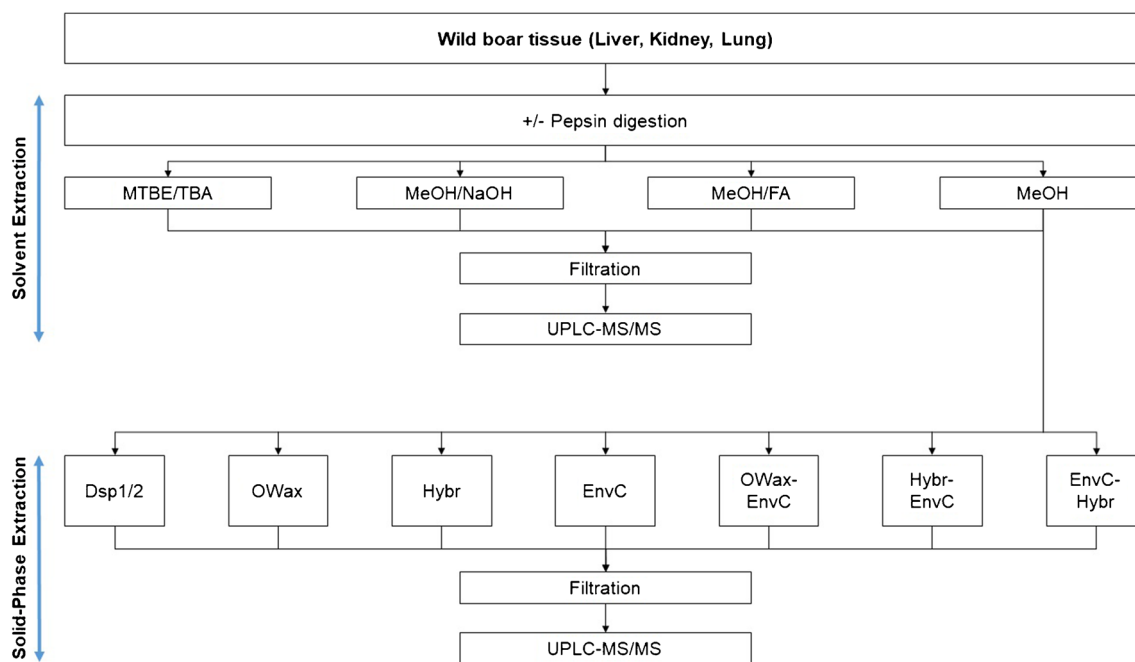 Wild boar tissue (Liver, Kidney, Lung)
Solvent Extraction
+/- Pepsin digestion
MTBE/TBA
MeOH/NaOH
MeOH/FA
MeOH
Filtration
UPLC-MS/MS
Solid-Phase Extraction
Dsp1/2
OWax
Hybr
EnvC
OWax-
EnvC
Hybr-
EnvC
EnvC-
Hybr
Filtration
UPLC-MS/MS